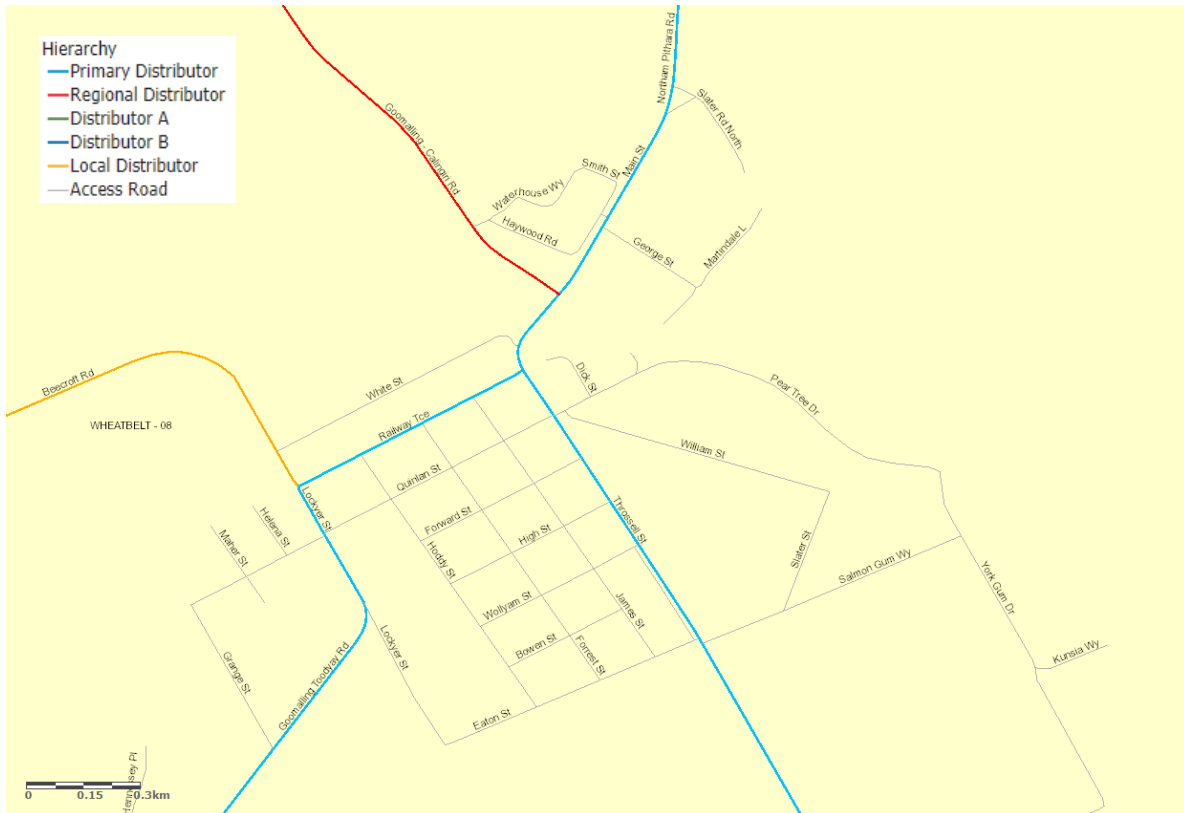 Hierarchy
Primary Distributor
Regional Distributor
Distributor A
Distributor B
Local Distributor
Access Road
Northam Pithara Rd
Slater Rd North
Goomalling - Calingiri Rd
Main St
Smith St
Waterhouse Wy
Haywood Rd
George St
Martindale L
Beecroft Rd
White St
Dick St
Pear Tree Dr
WHEATBELT - 08
Railway Tce
William St
Quinlan St
Lockyer St
Helena St
Maher St
Forward St
High St
Throssell St
Hoddy St
Slater St
Salmon Gum Wy
York Gum Dr
Wollyam St
James St
Lockyer St
Bowen St
Forrest St
Kunsia Wy
Grange St
Goomalling Toodyay Rd
Eaton St
0 0.15 0.3km